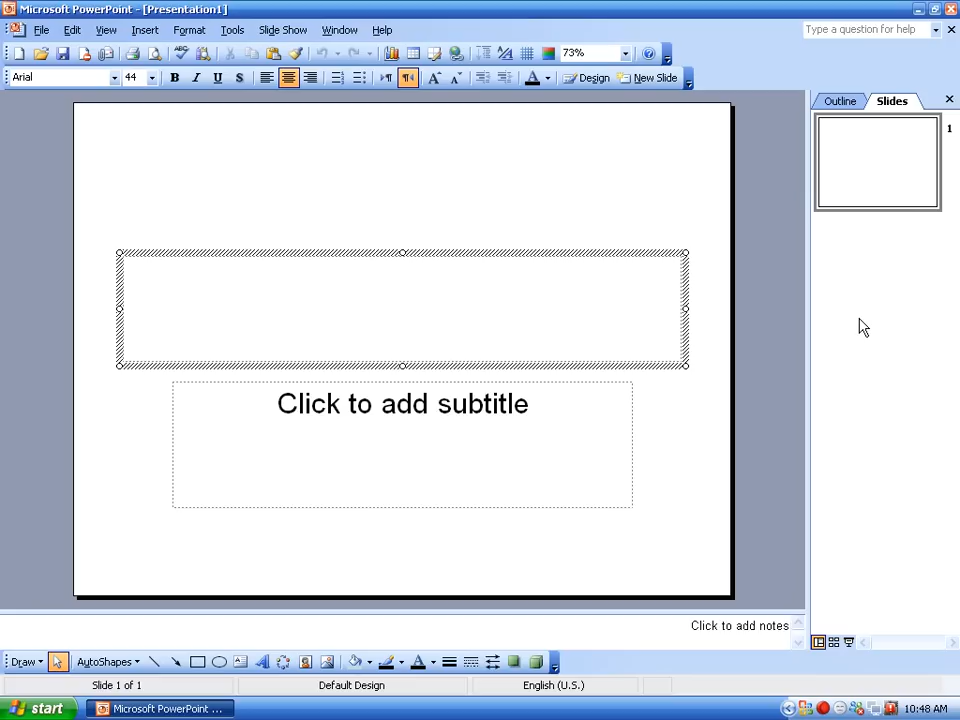 Microsoft PowerPoint - [Presentation1]
File Edit View Insert Format Tools Slide Show Window Help
Type a question for help
73%
Arial 44 B I U S A A A Design New Slide
Outline Slides
1
Click to add subtitle
Click to add notes
Draw AutoShapes A A
Slide 1 of 1 Default Design English (U.S.)
start Microsoft PowerPoint ... 10:48 AM